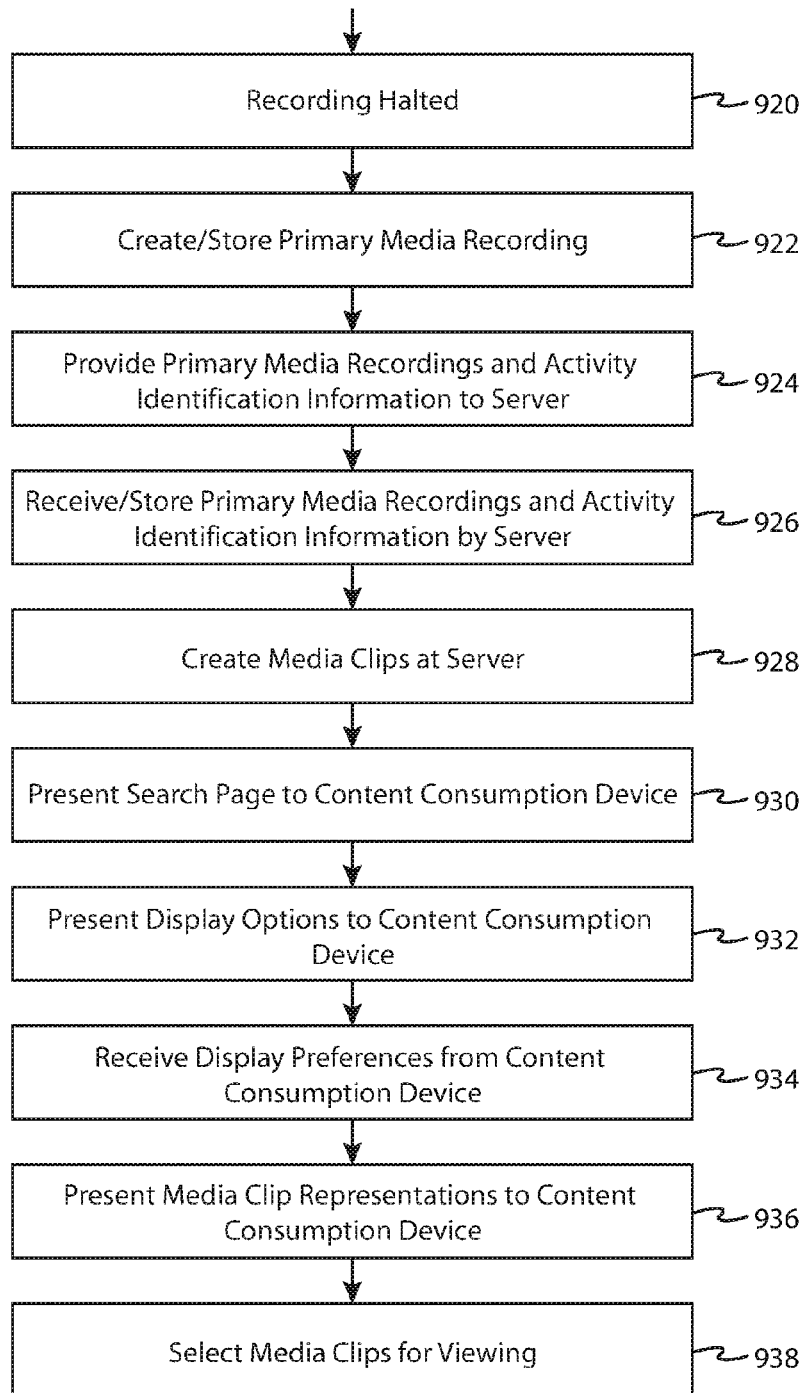 Recording Halted
920
Create/Store Primary Media Recording
922
Provide Primary Media Recordings and Activity
Identification Information to Server
924
Receive/Store Primary Media Recordings and Activity
Identification Information by Server
926
Create Media Clips at Server
928
Present Search Page to Content Consumption Device
930
Present Display Options to Content Consumption
Device
932
Receive Display Preferences from Content
Consumption Device
934
Present Media Clip Representations to Content
Consumption Device
936
Select Media Clips for Viewing
938